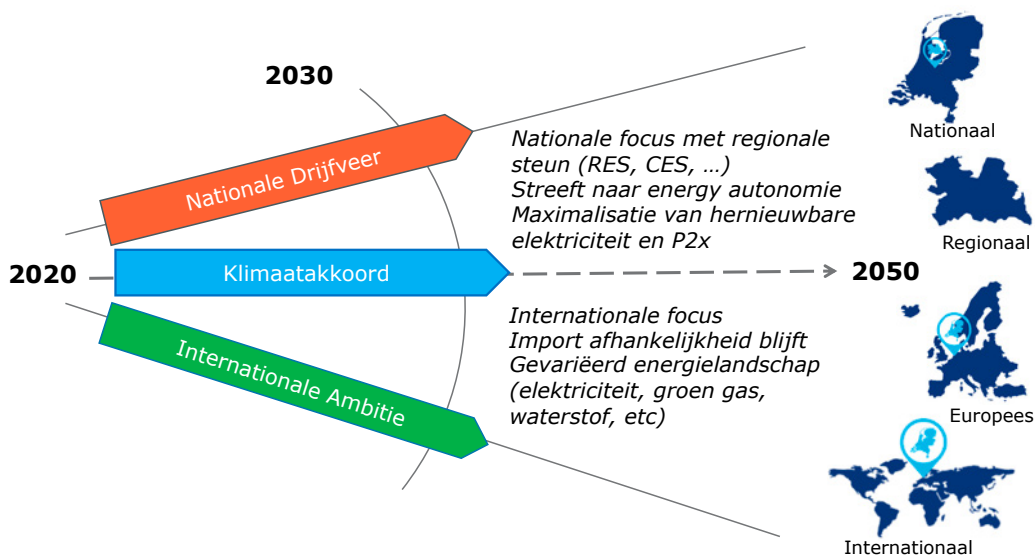 2030
Nationale Drijfveer
Nationale focus met regionale
steun (RES, CES, ...)
Streeft naar energy autonomie
Maximalisatie van hernieuwbare
elektriciteit en P2x
2020
Klimaatakkoord
2050
Internationale Ambitie
Internationale focus
Import afhankelijkheid blijft
Gevariëerd energielandschap
(elektriciteit, groen gas,
waterstof, etc)
Nationaal
Regionaal
Europees
Internationaal